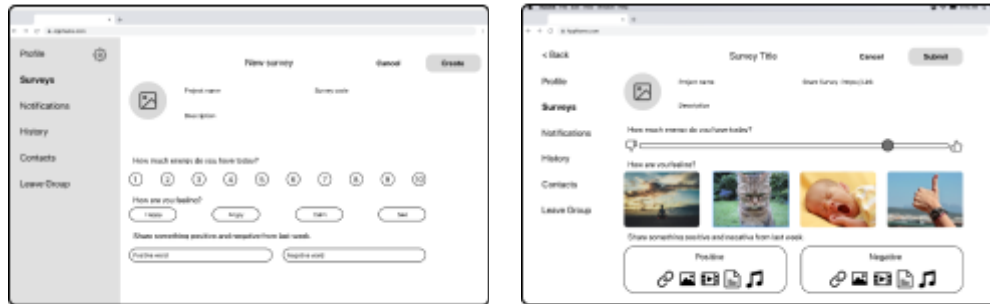 Profile
Surveys
Notifications
History
Contacts
Leave Group
New survey
Cancel
Create
Project name
Survey code
Description
How much energy do you have today?
1 2 3 4 5 6 7 8 9 10
How are you feeling?
Happy
Angry
Calm
Sad
Share something positive and negative from last week.
Positive word
Negative word
< Back
Survey Title
Cancel
Submit
Profile
Surveys
Notifications
History
Contacts
Leave Group
Project name
Description
How much energy do you have today?
How are you feeling?
Share something positive and negative from last week.
Positive
Negative